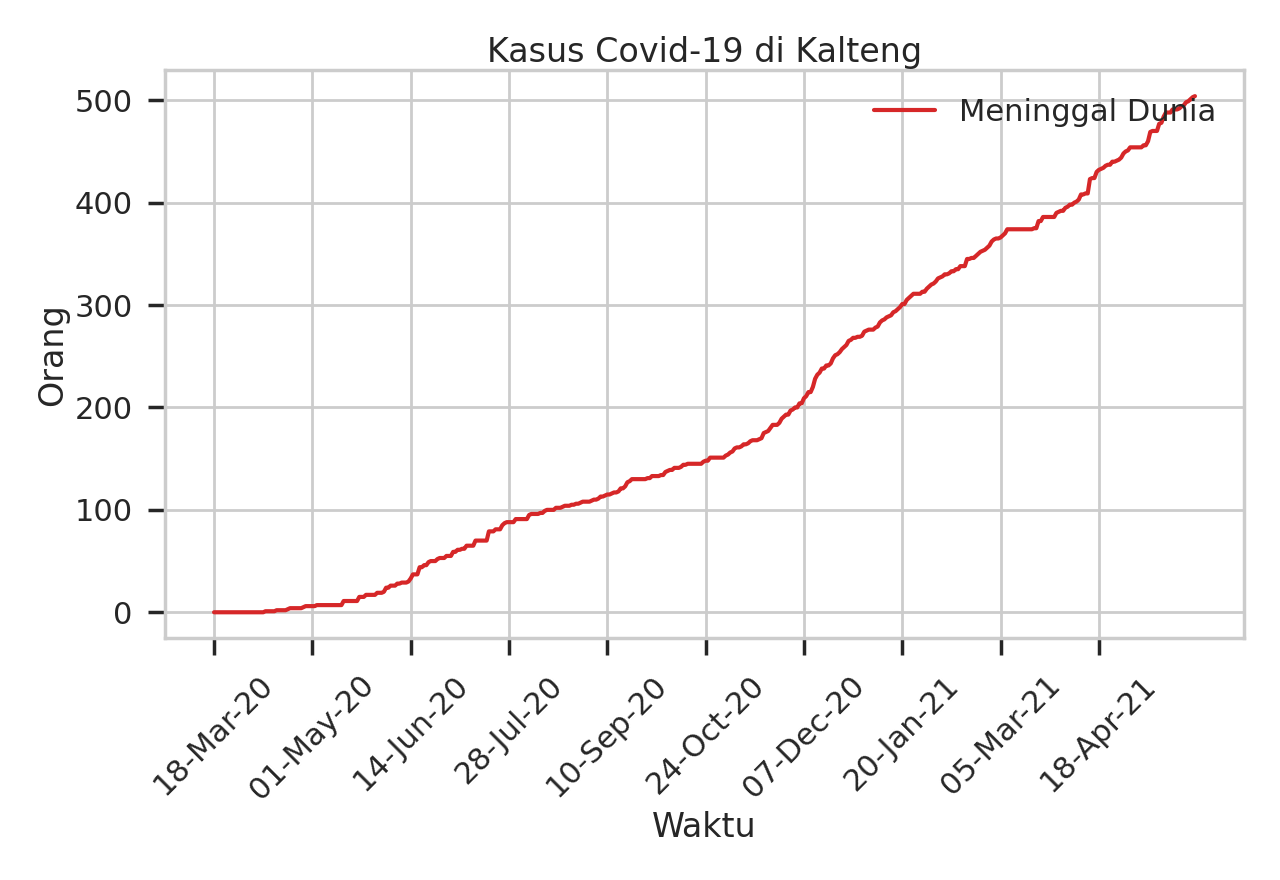 Kasus Covid-19 di Kalteng
Meninggal Dunia
Orang
500
400
300
200
100
0
18-Mar-20
01-May-20
14-Jun-20
28-Jul-20
10-Sep-20
24-Oct-20
07-Dec-20
20-Jan-21
05-Mar-21
18-Apr-21
Waktu